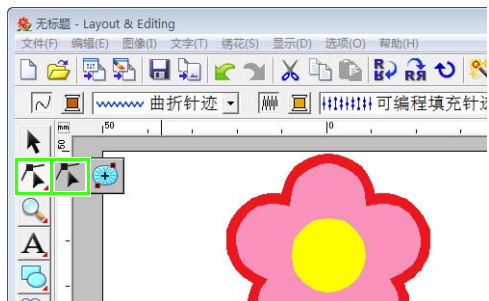 无标题 - Layout & Editing
文件(F) 编辑(E) 图像(I) 文字(T) 绣花(S) 显示(D) 选项(O) 帮助(H)
曲折针迹 可编程填充针迹
mm 50 0
50
A